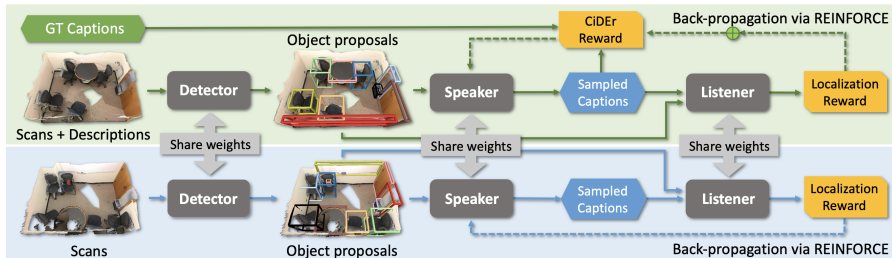 GT Captions
CiDEr
Reward
Back-propagation via REINFORCE
Object proposals
Detector
Speaker
Sampled
Captions
Listener
Localization
Reward
Scans + Descriptions
Share weights
Share weights
Share weights
Detector
Speaker
Sampled
Captions
Listener
Localization
Reward
Scans
Object proposals
Back-propagation via REINFORCE